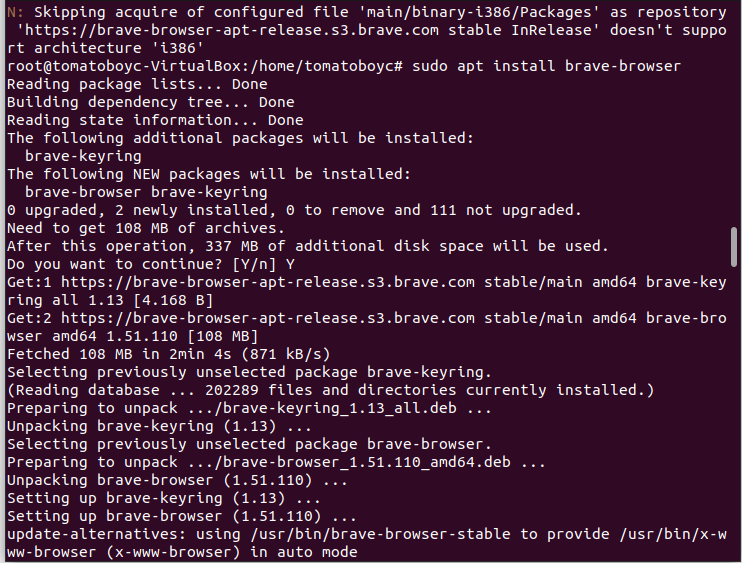 N: Skipping acquire of configured file 'main/binary-i386/Packages' as repository
 'https://brave-browser-apt-release.s3.brave.com stable InRelease' doesn't suppo
rt architecture 'i386'
root@tomatoboyc-VirtualBox:/home/tomatoboyc# sudo apt install brave-browser
Reading package lists... Done
Building dependency tree... Done
Reading state information... Done
The following additional packages will be installed:
  brave-keyring
The following NEW packages will be installed:
  brave-browser brave-keyring
0 upgraded, 2 newly installed, 0 to remove and 111 not upgraded.
Need to get 108 MB of archives.
After this operation, 337 MB of additional disk space will be used.
Do you want to continue? [Y/n] Y
Get:1 https://brave-browser-apt-release.s3.brave.com stable/main amd64 brave-key
ring all 1.13 [4.168 B]
Get:2 https://brave-browser-apt-release.s3.brave.com stable/main amd64 brave-bro
wser amd64 1.51.110 [108 MB]
Fetched 108 MB in 2min 4s (871 kB/s)
Selecting previously unselected package brave-keyring.
(Reading database ... 202289 files and directories currently installed.)
Preparing to unpack .../brave-keyring_1.13_all.deb ...
Unpacking brave-keyring (1.13) ...
Selecting previously unselected package brave-browser.
Preparing to unpack .../brave-browser_1.51.110_amd64.deb ...
Unpacking brave-browser (1.51.110) ...
Setting up brave-keyring (1.13) ...
Setting up brave-browser (1.51.110) ...
update-alternatives: using /usr/bin/brave-browser-stable to provide /usr/bin/x-w
ww-browser (x-www-browser) in auto mode